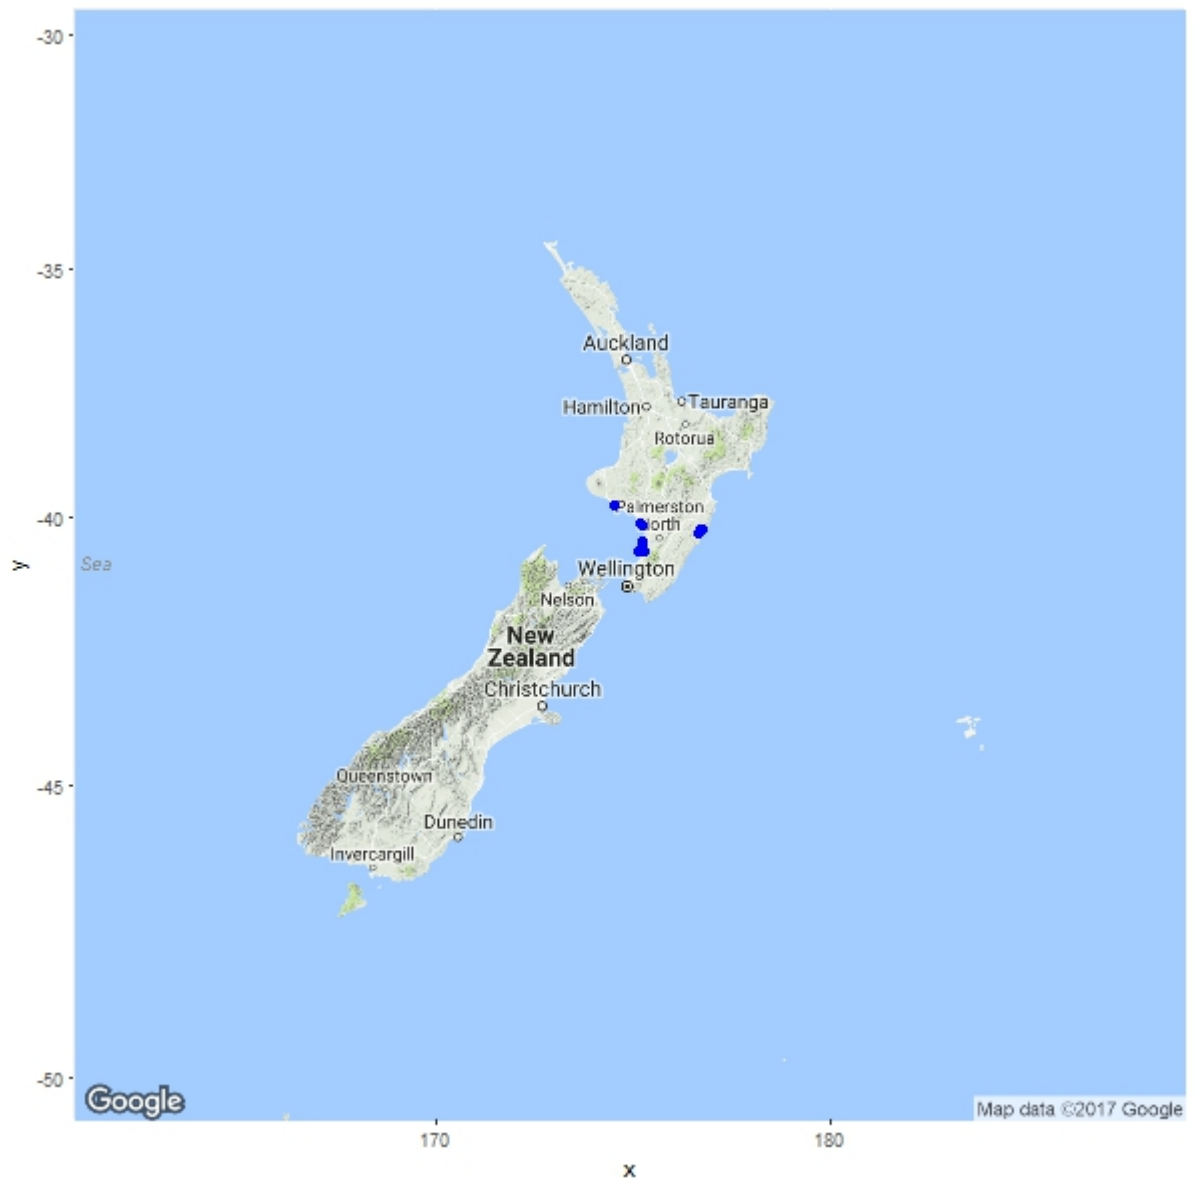 -30
-35
Auckland
Hamilton
Tauranga
Rotorua
Palmerston
North
-40
y
Sea
Wellington
Nelson
New
Zealand
Christchurch
-45
Queenstown
Dunedin
Invercargill
-50
Google
Map data ©2017 Google
170
180
x